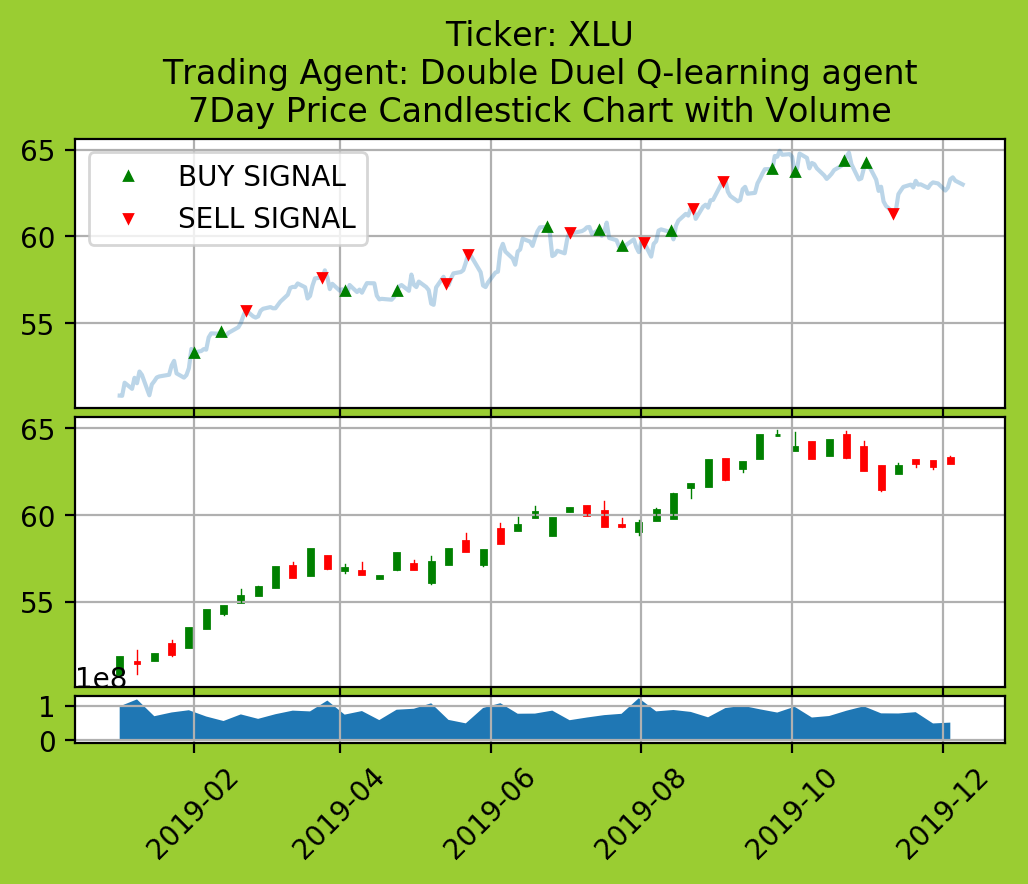 Ticker: XLU
Trading Agent: Double Duel Q-learning agent
7Day Price Candlestick Chart with Volume
65
60
55
BUY SIGNAL
SELL SIGNAL
65
60
55
1e8
1
0
2019-02
2019-04
2019-06
2019-08
2019-10
2019-12